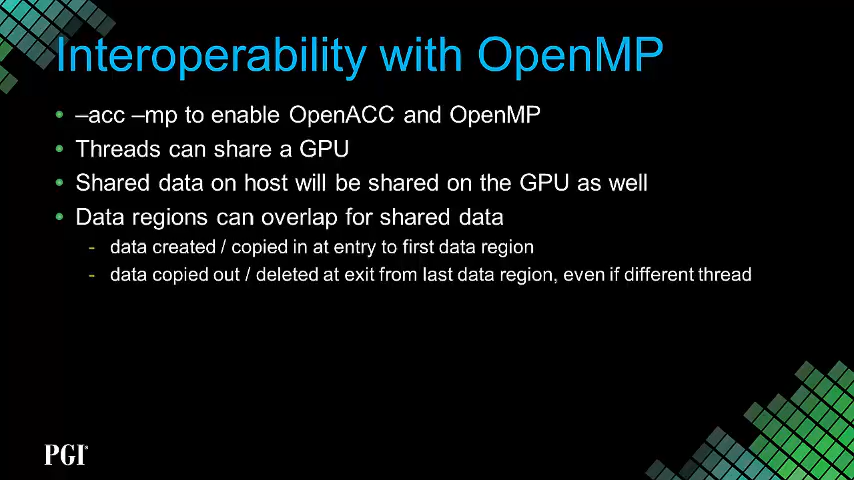 Interoperability with OpenMP
• –acc –mp to enable OpenACC and OpenMP
• Threads can share a GPU
• Shared data on host will be shared on the GPU as well
• Data regions can overlap for shared data
- data created / copied in at entry to first data region
- data copied out / deleted at exit from last data region, even if different thread
PGI®